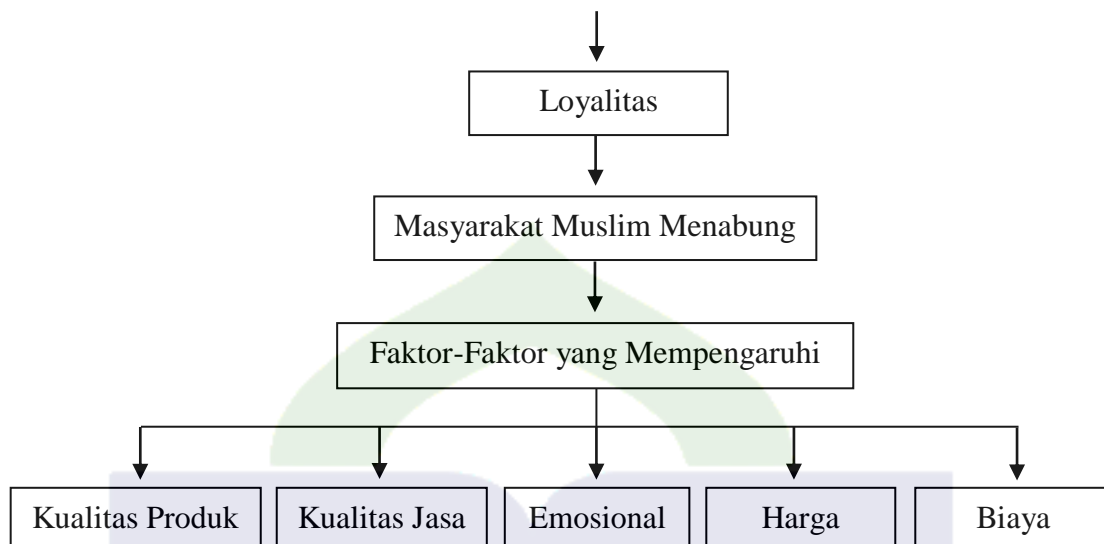 Loyalitas
Masyarakat Muslim Menabung
Faktor-Faktor yang Mempengaruhi
Kualitas Produk
Kualitas Jasa
Emosional
Harga
Biaya